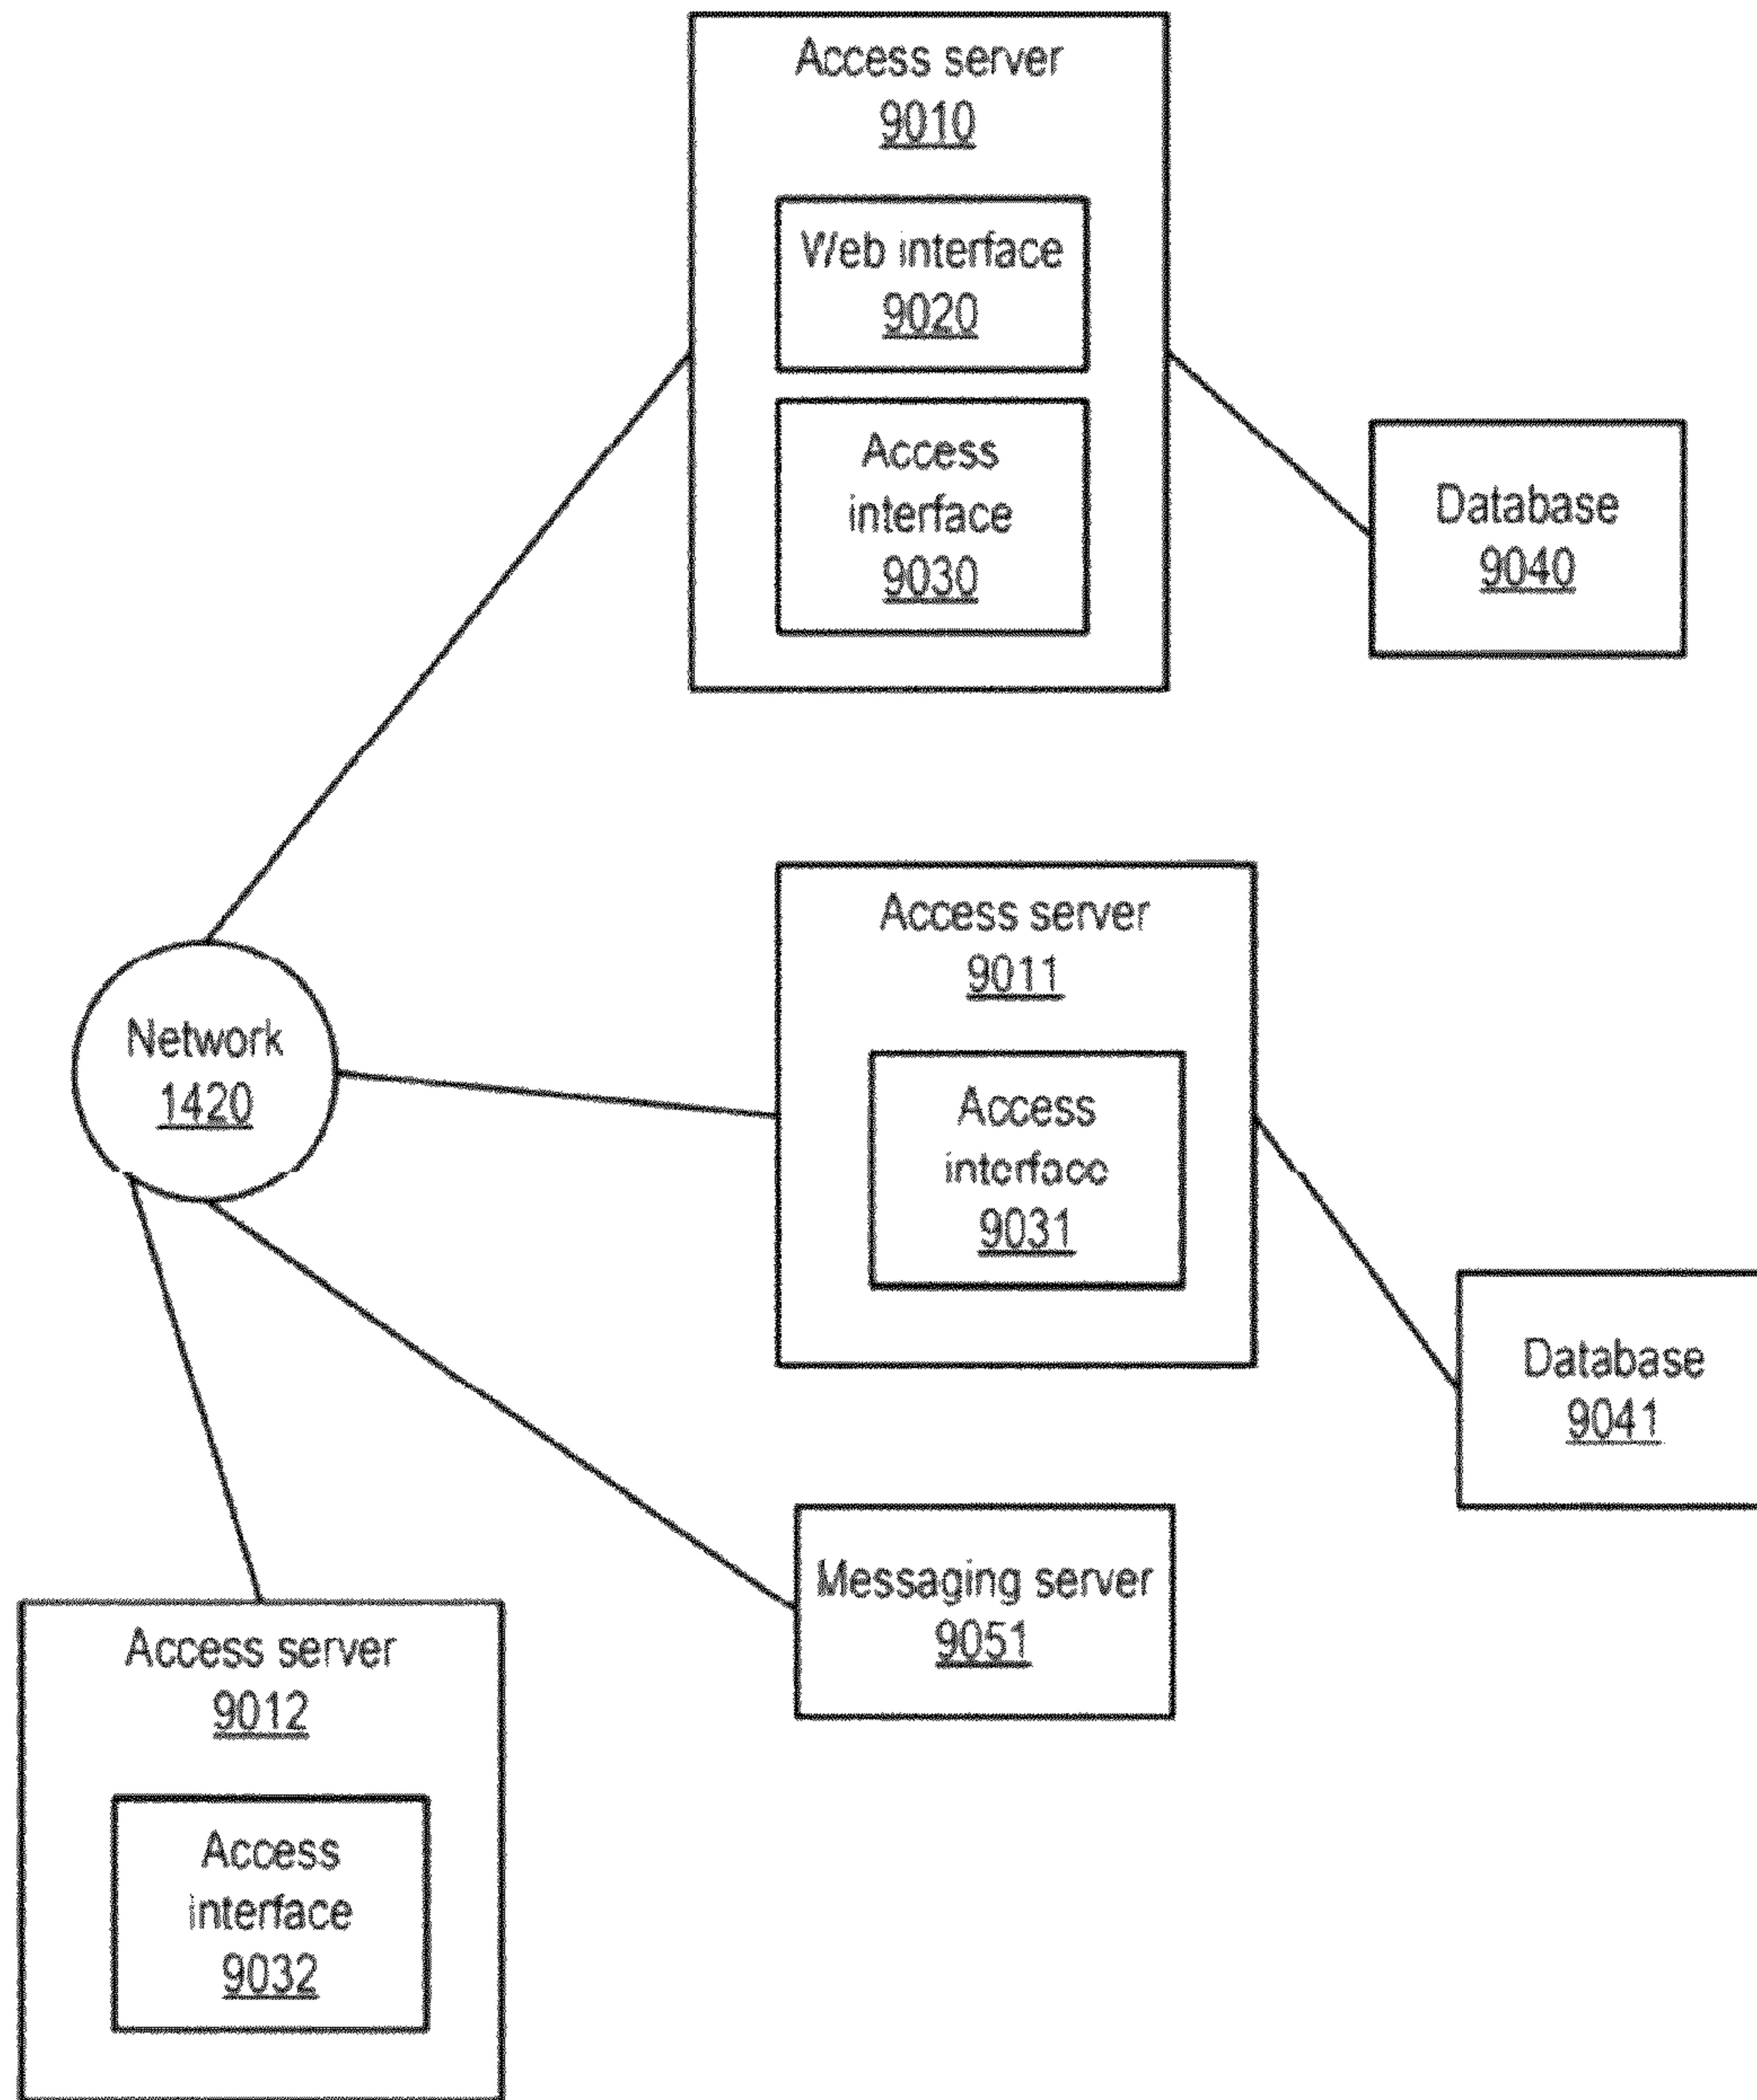 Access server
9010
Web interface
9020
Access
interface
9030
Database
9040
Access server
9011
Access
interface
9031
Network
1420
Database
9041
Messaging server
9051
Access server
9012
Access
interface
9032